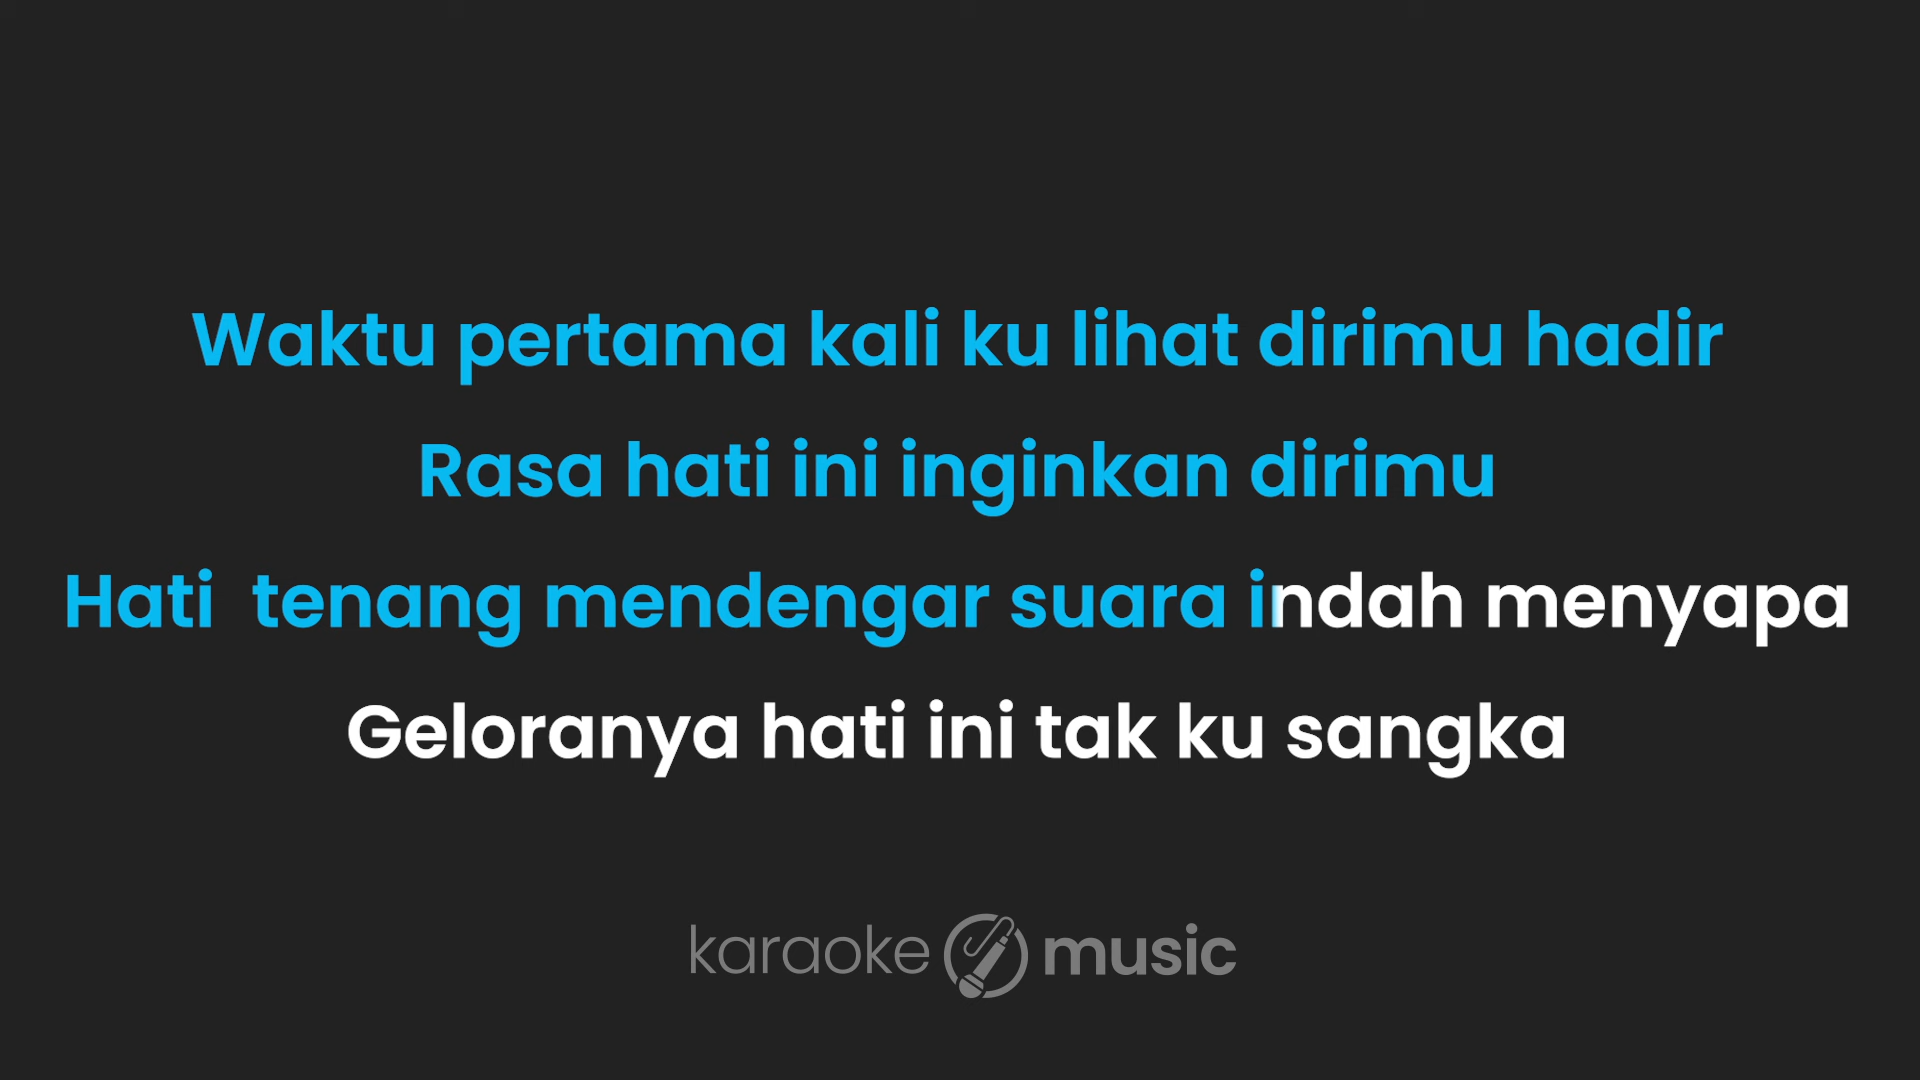 Waktu pertama kali ku lihat dirimu hadir
Rasa hati ini inginkan dirimu
Hati  tenang mendengar suara indah menyapa
Geloranya hati ini tak ku sangka
karaoke music